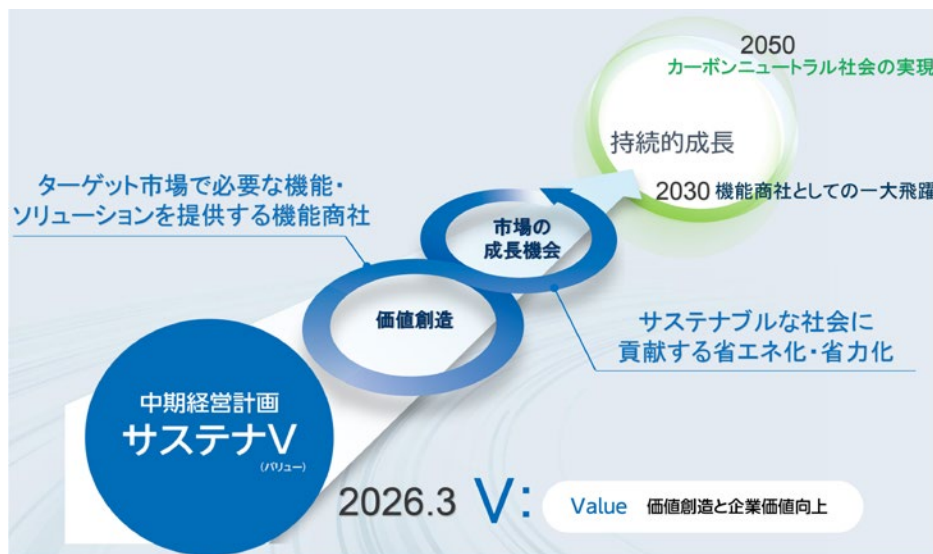 2050
カーボンニュートラル社会の実現
持続的成長
2030 機能商社としての一大飛躍
ターゲット市場で必要な機能・
ソリューションを提供する機能商社
市場の
成長機会
価値創造
サステナブルな社会に
貢献する省エネ化・省力化
中期経営計画
サステナV
(バリュー)
2026.3 V: Value 価値創造と企業価値向上